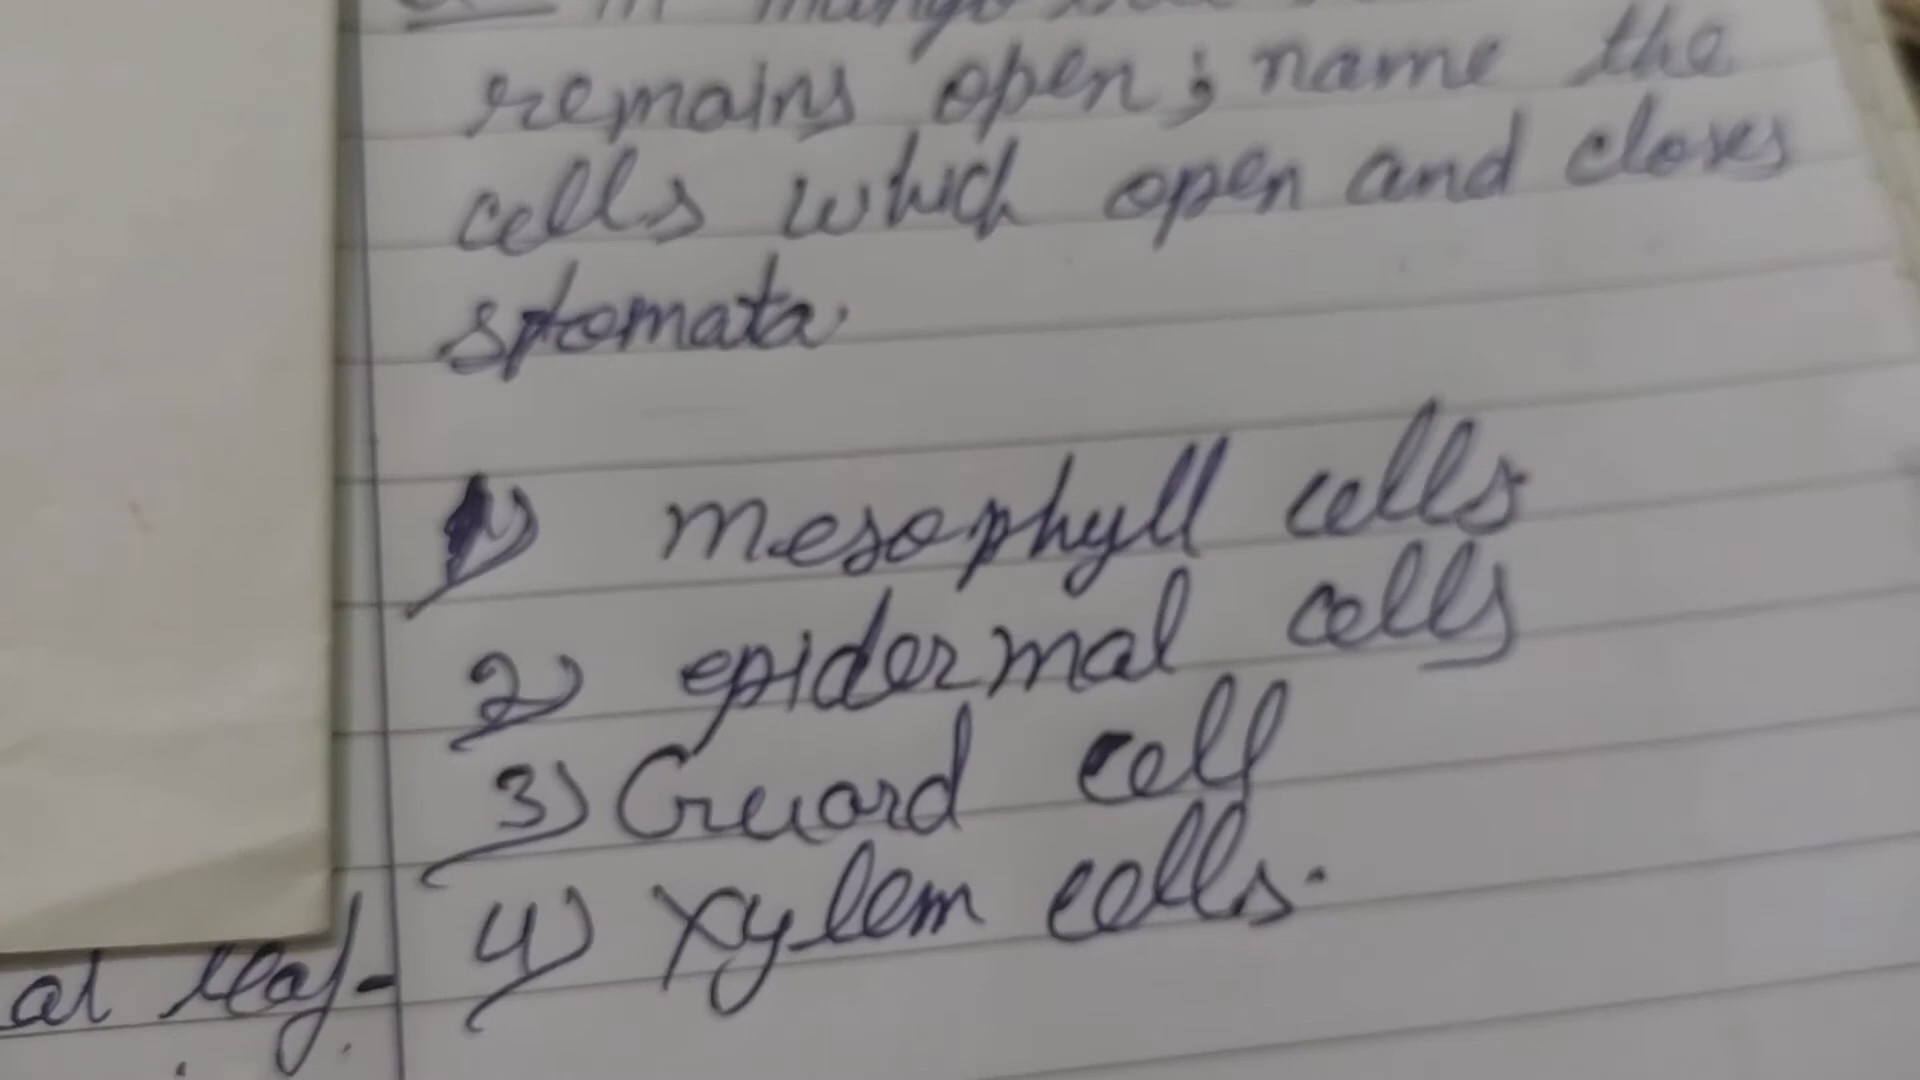 remains open; name the
cells which open and closes
stomata.
1) mesophyll cells
2) epidermal cells
3) Guard cell
4) Xylem cells.
at leaf-